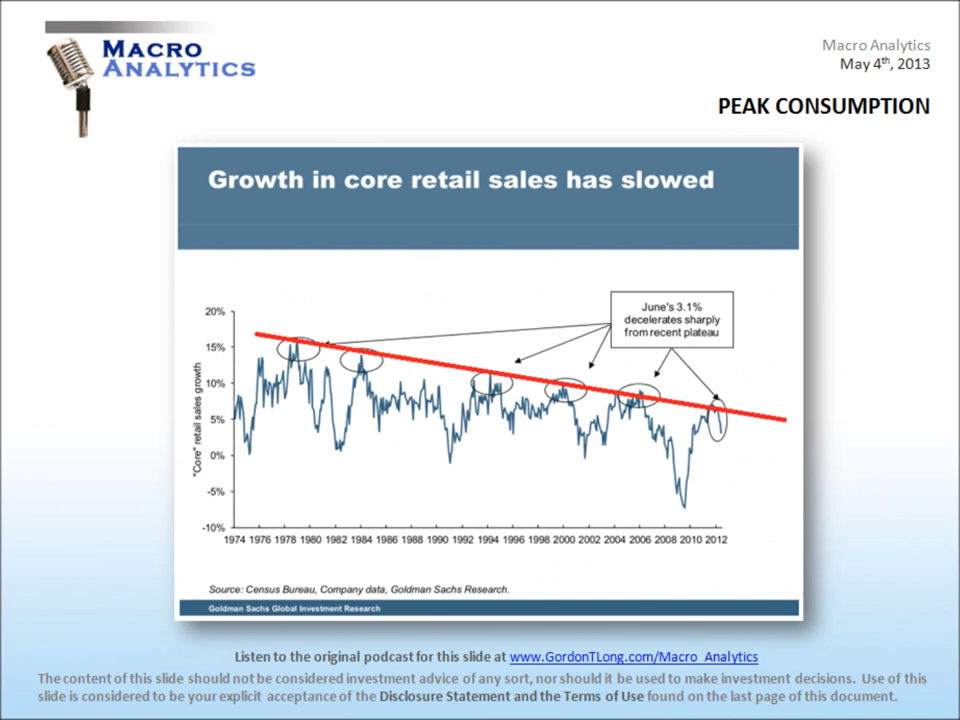 MACRO
ANALYTICS
Macro Analytics
May 4th, 2013
PEAK CONSUMPTION
Growth in core retail sales has slowed
June's 3.1%
decelerates sharply
from recent plateau
20%
15%
10%
5%
0%
-5%
-10%
"Core" retail sales growth
1974 1976 1978 1980 1982 1984 1986 1988 1990 1992 1994 1996 1998 2000 2002 2004 2006 2008 2010 2012
Source: Census Bureau, Company data, Goldman Sachs Research.
Goldman Sachs Global Investment Research
Listen to the original podcast for this slide at www.GordonTLong.com/Macro_Analytics
The content of this slide should not be considered investment advice of any sort, nor should it be used to make investment decisions. Use of this
slide is considered to be your explicit acceptance of the Disclosure Statement and the Terms of Use found on the last page of this document.